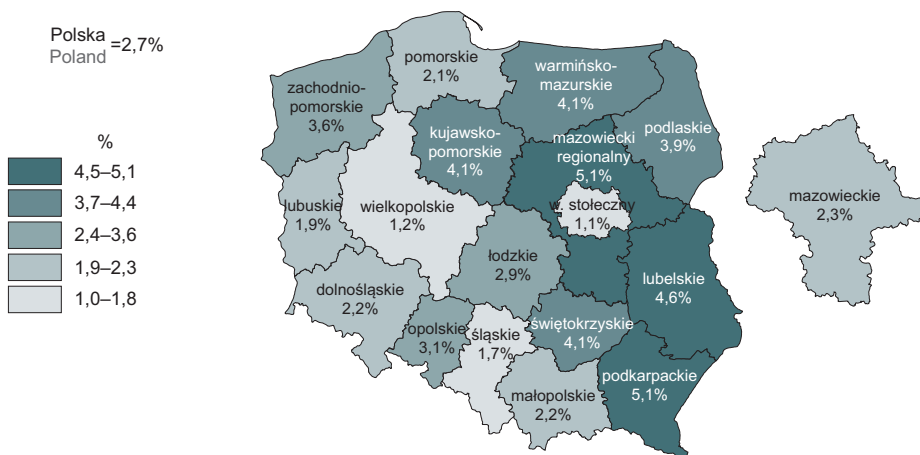 Polska
Poland
=2,7%
%
4,5–5,1
3,7–4,4
2,4–3,6
1,9–2,3
1,0–1,8
pomorskie
2,1%
warmińsko-
mazurskie
4,1%
zachodnio-
pomorskie
3,6%
kujawsko-
pomorskie
4,1%
mazowiecki
regionalny
5,1%
podlaskie
3,9%
w. stołeczny
1,1%
mazowieckie
2,3%
lubuskie
1,9%
wielkopolskie
1,2%
łodzkie
2,9%
lubelskie
4,6%
dolnośląskie
2,2%
opolskie
3,1%
śląskie
1,7%
świętokrzyskie
4,1%
małopolskie
2,2%
podkarpackie
5,1%